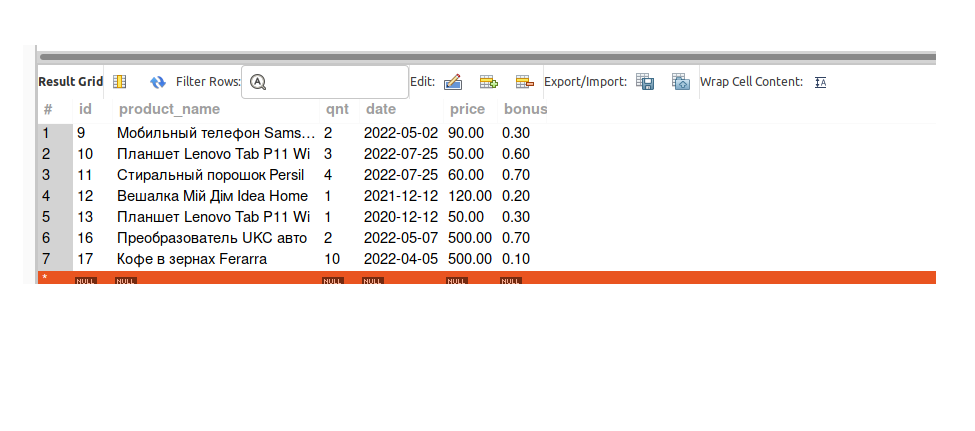 Result Grid Filter Rows: Edit: Export/Import: Wrap Cell Content:
# id product_name qnt date price bonus
1 9 Мобильный телефон Sams... 2 2022-05-02 90.00 0.30
2 10 Планшет Lenovo Tab P11 Wi 3 2022-07-25 50.00 0.60
3 11 Стиральный порошок Persil 4 2022-07-25 60.00 0.70
4 12 Вешалка Мій Дім Idea Home 1 2021-12-12 120.00 0.20
5 13 Планшет Lenovo Tab P11 Wi 1 2020-12-12 50.00 0.30
6 16 Преобразователь UKC авто 2 2022-05-07 500.00 0.70
7 17 Кофе в зернах Ferarra 10 2022-04-05 500.00 0.10
* NULL NULL NULL NULL NULL NULL